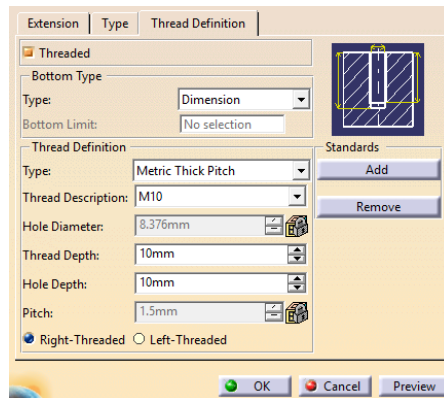 Extension Type Thread Definition
Threaded
Bottom Type
Type: Dimension
Bottom Limit: No selection
Thread Definition
Type: Metric Thick Pitch
Thread Description: M10
Hole Diameter: 8.376mm
Thread Depth: 10mm
Hole Depth: 10mm
Pitch: 1.5mm
Right-Threaded Left-Threaded
Standards
Add
Remove
OK Cancel Preview